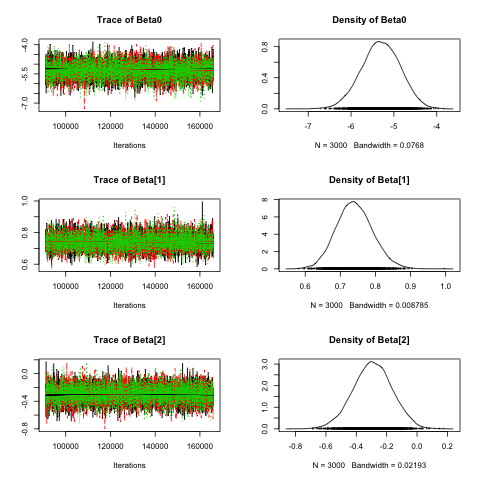 Trace of Beta0
-4.0
-5.5
-7.0
100000 120000 140000 160000
Iterations
Density of Beta0
0.8
0.4
0.0
-7 -6 -5 -4
N = 3000 Bandwidth = 0.0768
Trace of Beta[1]
1.0
0.8
0.6
100000 120000 140000 160000
Iterations
Density of Beta[1]
8
6
4
2
0
0.6 0.7 0.8 0.9 1.0
N = 3000 Bandwidth = 0.008785
Trace of Beta[2]
0.0
-0.4
-0.8
100000 120000 140000 160000
Iterations
Density of Beta[2]
3.0
2.0
1.0
0.0
-0.8 -0.6 -0.4 -0.2 0.0 0.2
N = 3000 Bandwidth = 0.02193